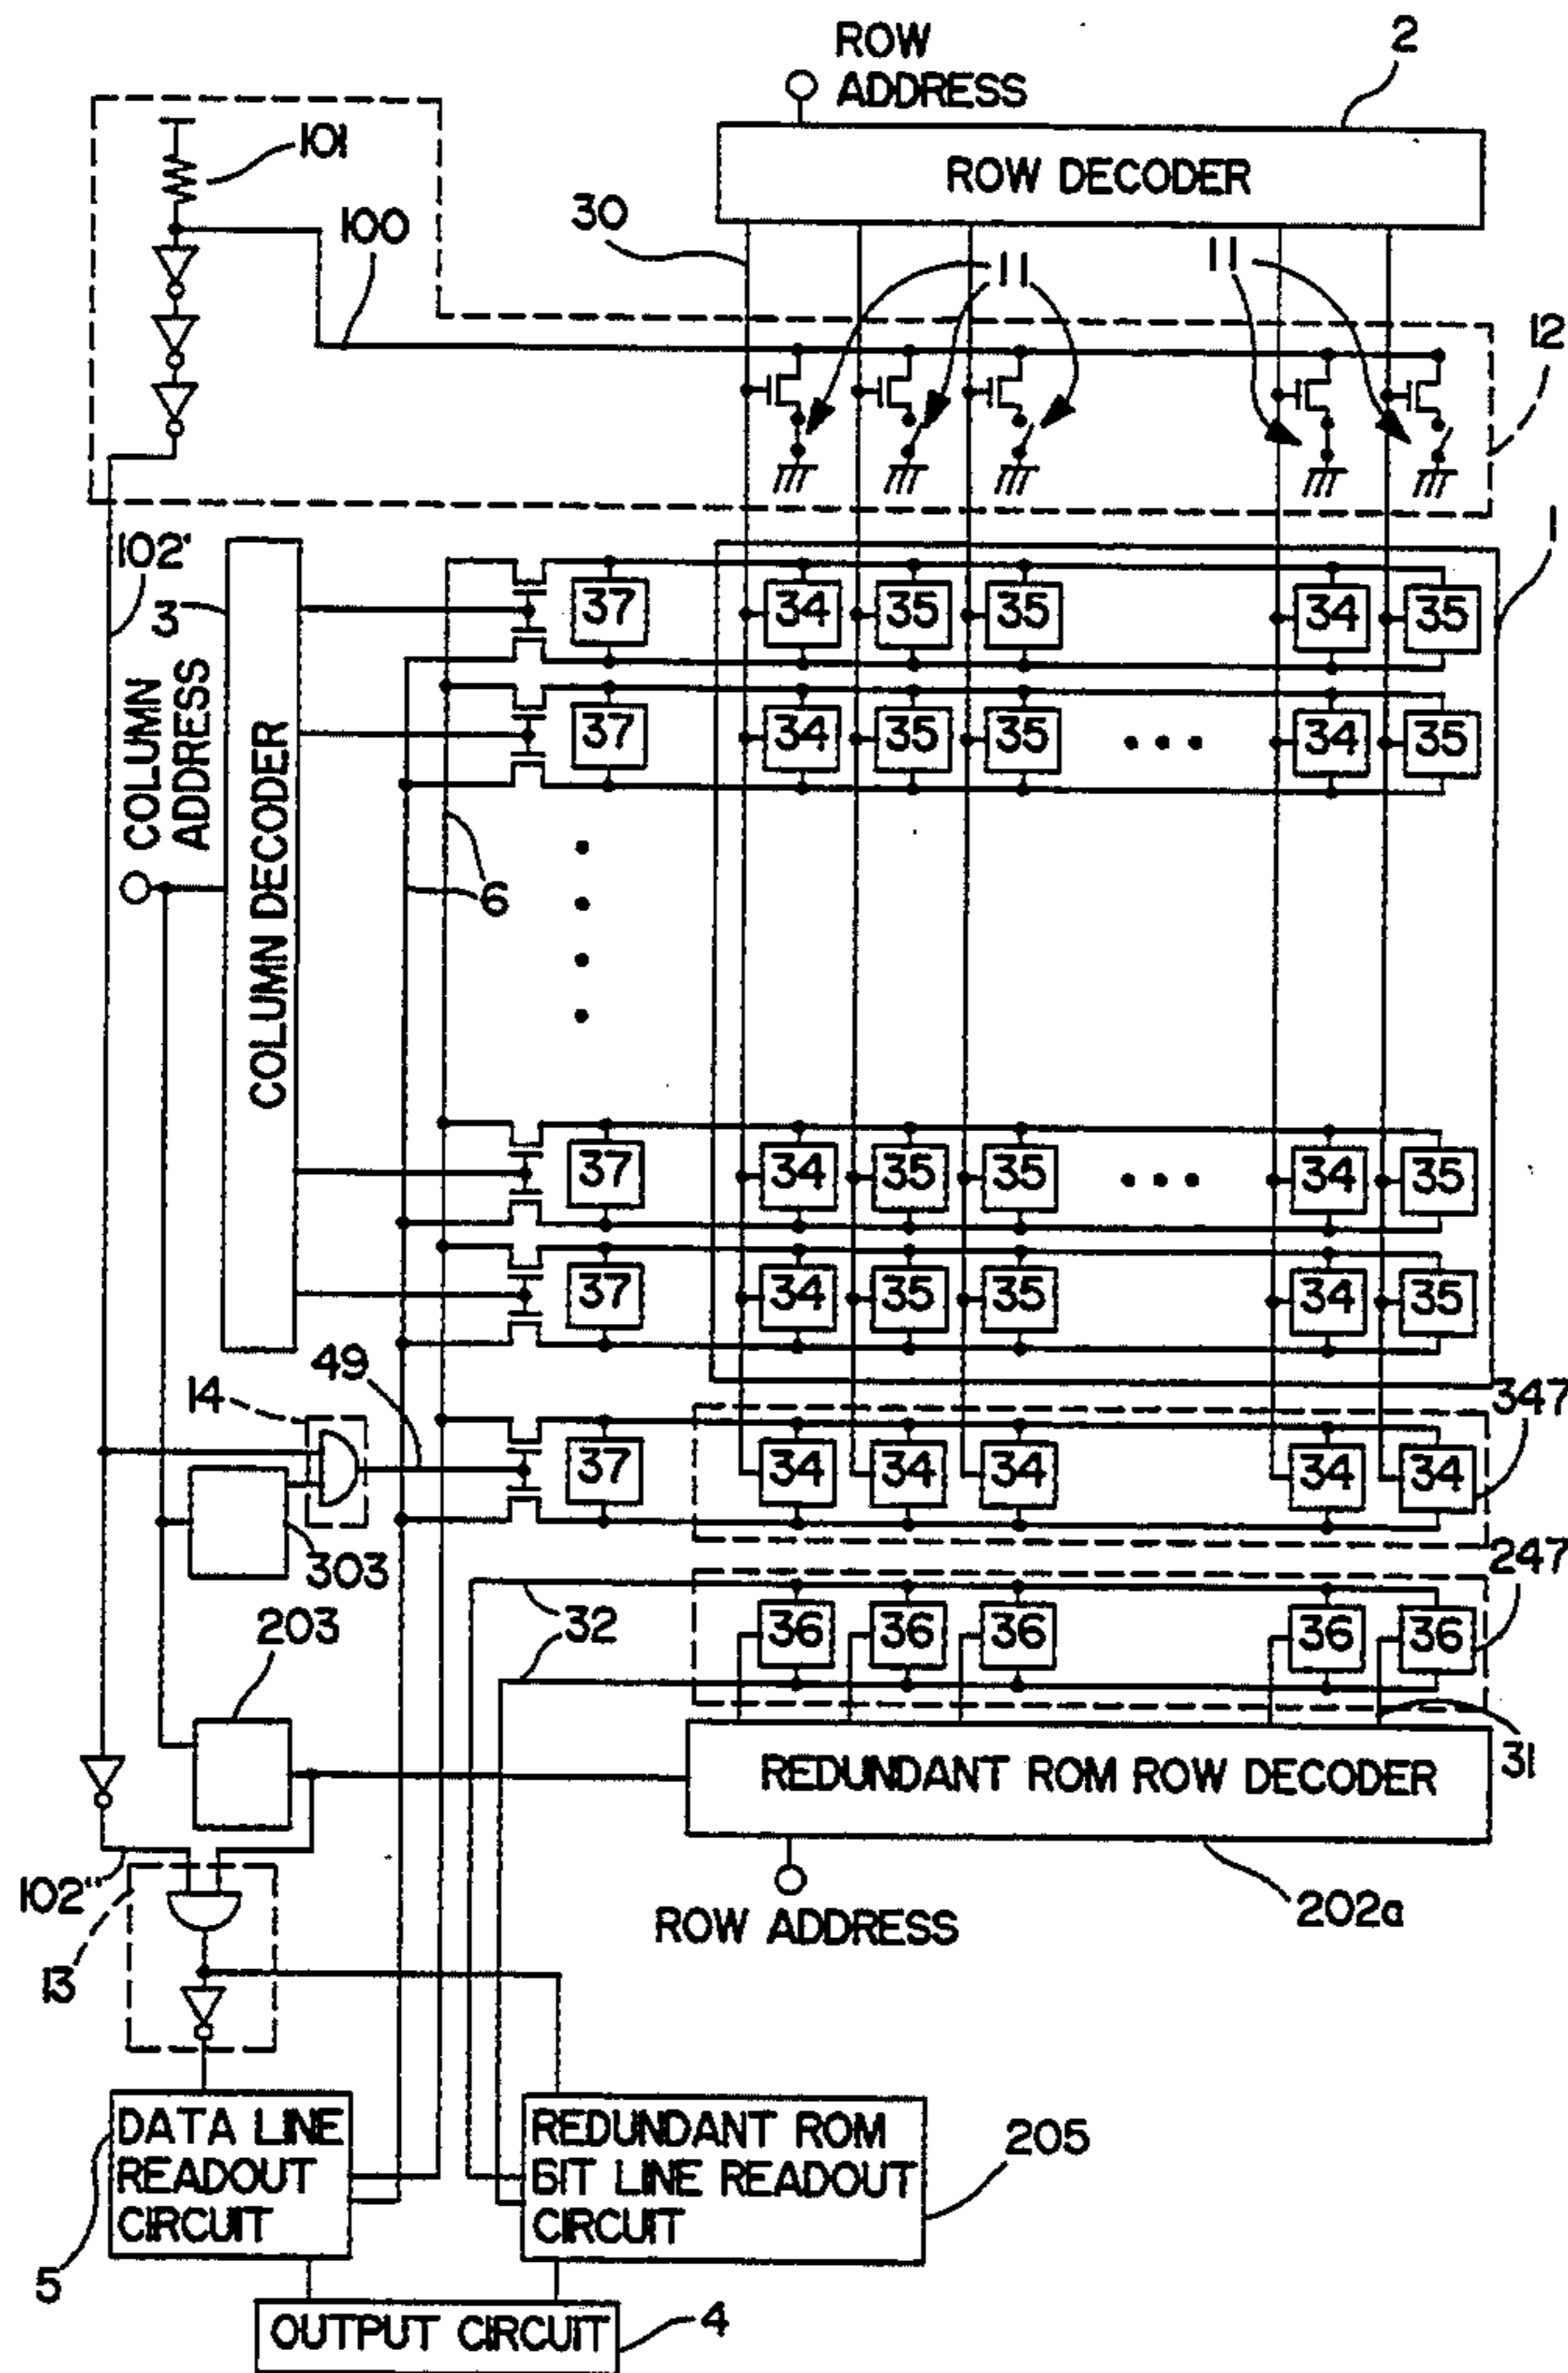 ROW
ADDRESS
2
ROW DECODER
101
30
100
11
11
12
1
102'
3
COLUMN
ADDRESS
COLUMN DECODER
6
37 34 35 35 34 35
37 34 35 35 34 35
37 34 35 35 34 35
37 34 35 35 34 35
49
14
347
37 34 34 34 34 34
303
247
32
36 36 36 36 36
203
31
REDUNDANT ROM ROW DECODER
102"
ROW ADDRESS
202a
13
DATA LINE
READOUT
CIRCUIT
REDUNDANT ROM
BIT LINE READOUT
CIRCUIT
205
5
OUTPUT CIRCUIT
4